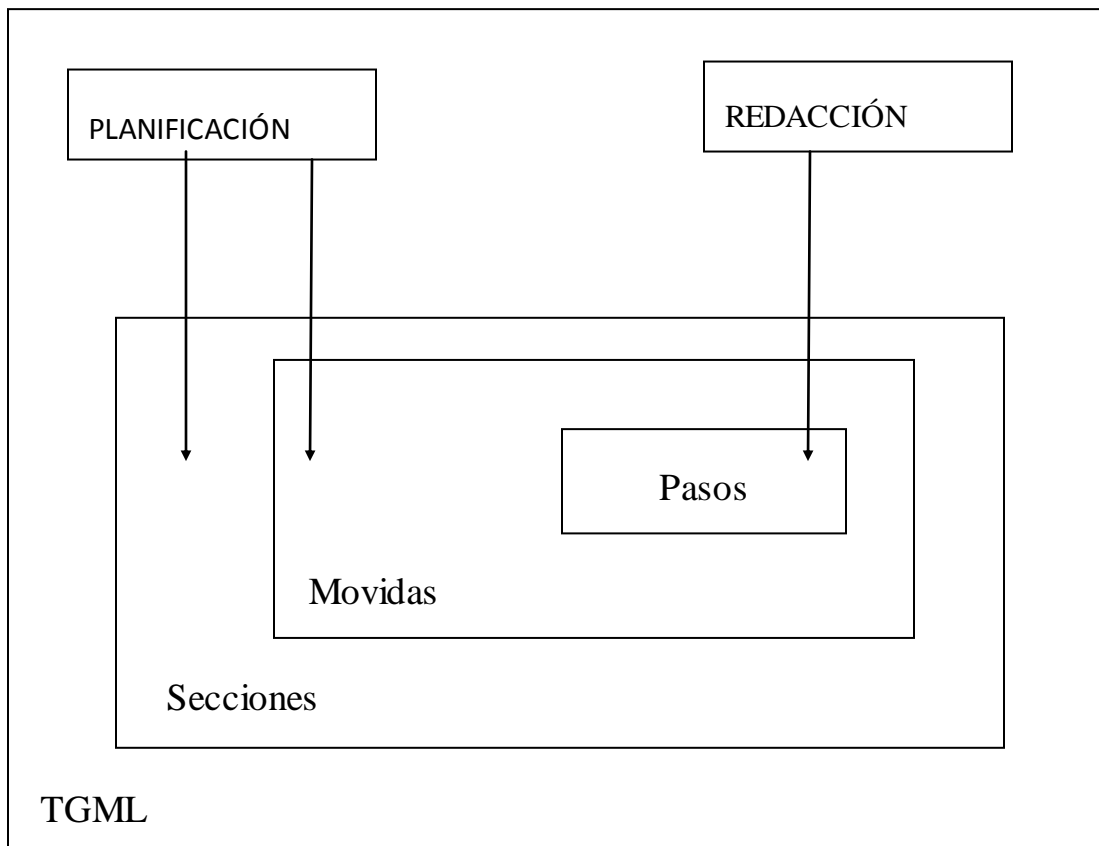 PLANIFICACIÓN
REDACCIÓN
Pasos
Movidas
Secciones
TGML